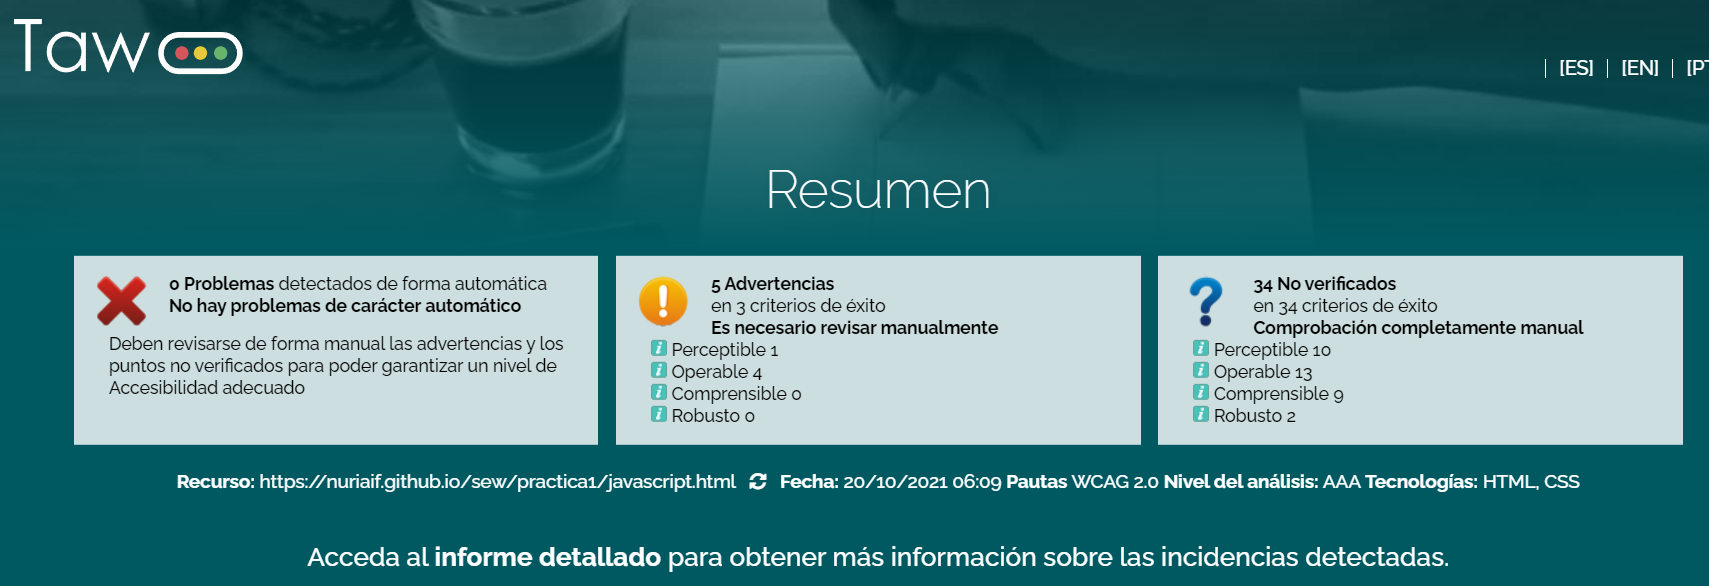 Taw
[ES] | [EN] | [PT
Resumen
0 Problemas detectados de forma automática
No hay problemas de carácter automático
Deben revisarse de forma manual las advertencias y los
puntos no verificados para poder garantizar un nivel de
Accesibilidad adecuado
5 Advertencias
en 3 criterios de éxito
Es necesario revisar manualmente
Perceptible 1
Operable 4
Comprensible 0
Robusto 0
34 No verificados
en 34 criterios de éxito
Comprobación completamente manual
Perceptible 10
Operable 13
Comprensible 9
Robusto 2
Recurso: https://nuriaif.github.io/sew/practica1/javascript.html Fecha: 20/10/2021 06:09 Pautas WCAG 2.0 Nivel del análisis: AAA Tecnologías: HTML, CSS
Acceda al informe detallado para obtener más información sobre las incidencias detectadas.